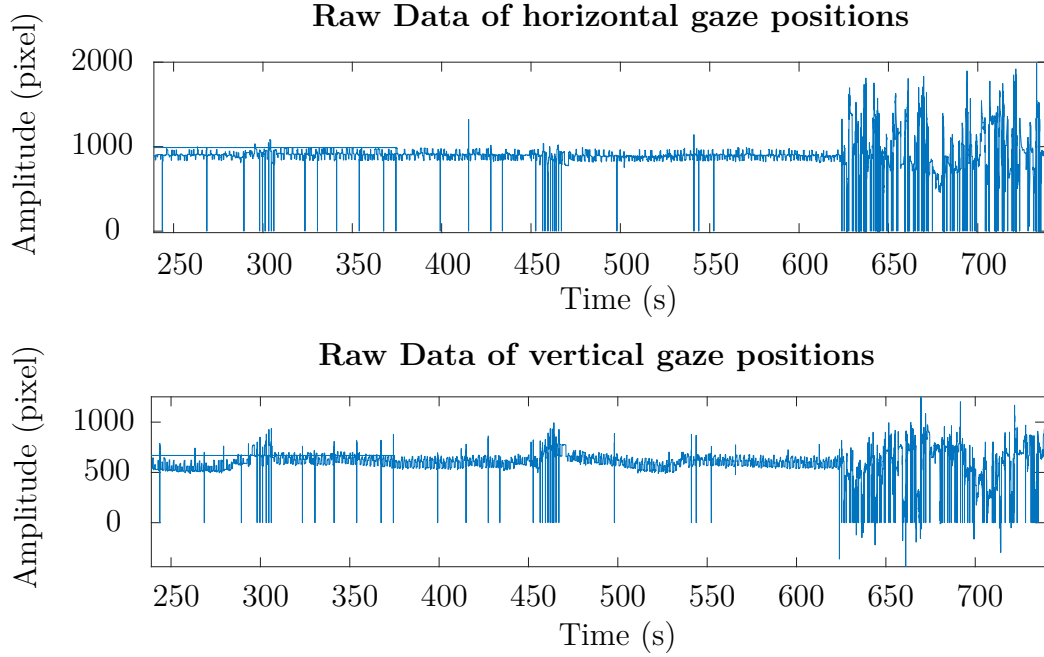 Raw Data of horizontal gaze positions
Amplitude (pixel)
2000
1000
0
250 300 350 400 450 500 550 600 650 700
Time (s)
Raw Data of vertical gaze positions
Amplitude (pixel)
1000
500
0
250 300 350 400 450 500 550 600 650 700
Time (s)